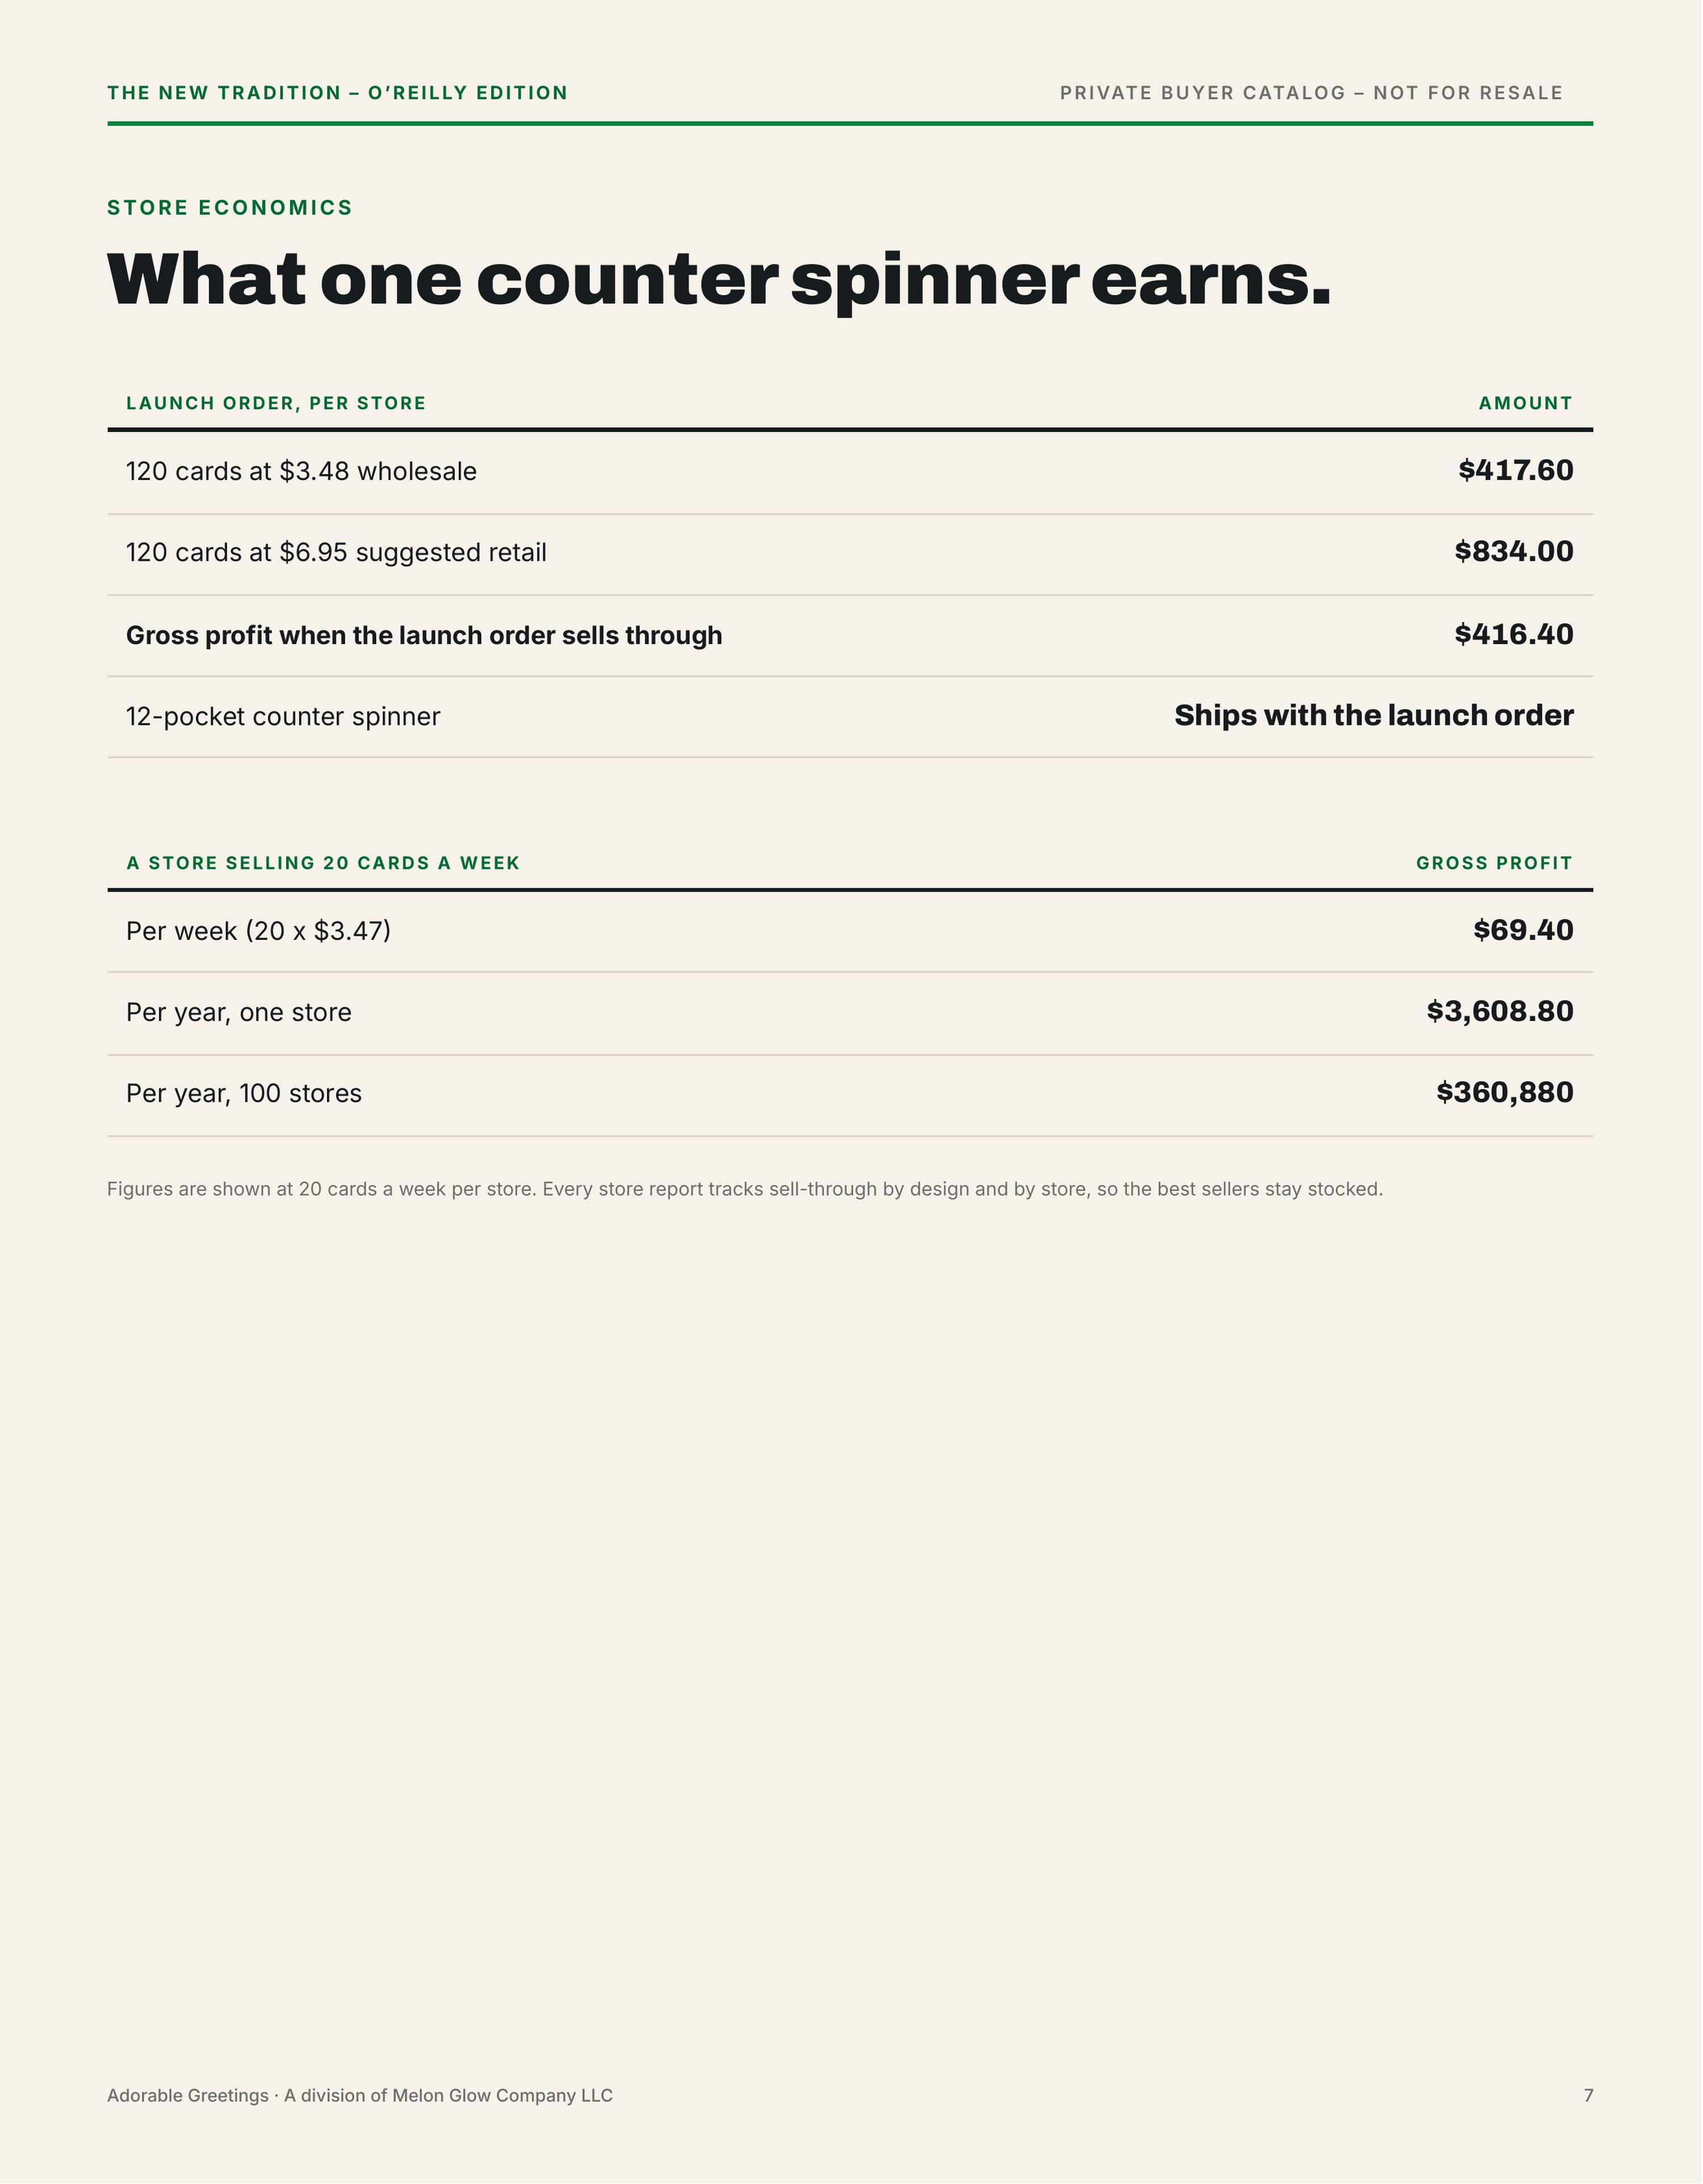 THE NEW TRADITION – O’REILLY EDITION
PRIVATE BUYER CATALOG – NOT FOR RESALE
STORE ECONOMICS
What one counter spinner earns.
LAUNCH ORDER, PER STORE AMOUNT
120 cards at $3.48 wholesale $417.60
120 cards at $6.95 suggested retail $834.00
Gross profit when the launch order sells through $416.40
12-pocket counter spinner Ships with the launch order
A STORE SELLING 20 CARDS A WEEK GROSS PROFIT
Per week (20 x $3.47) $69.40
Per year, one store $3,608.80
Per year, 100 stores $360,880
Figures are shown at 20 cards a week per store. Every store report tracks sell-through by design and by store, so the best sellers stay stocked.
Adorable Greetings · A division of Melon Glow Company LLC 7